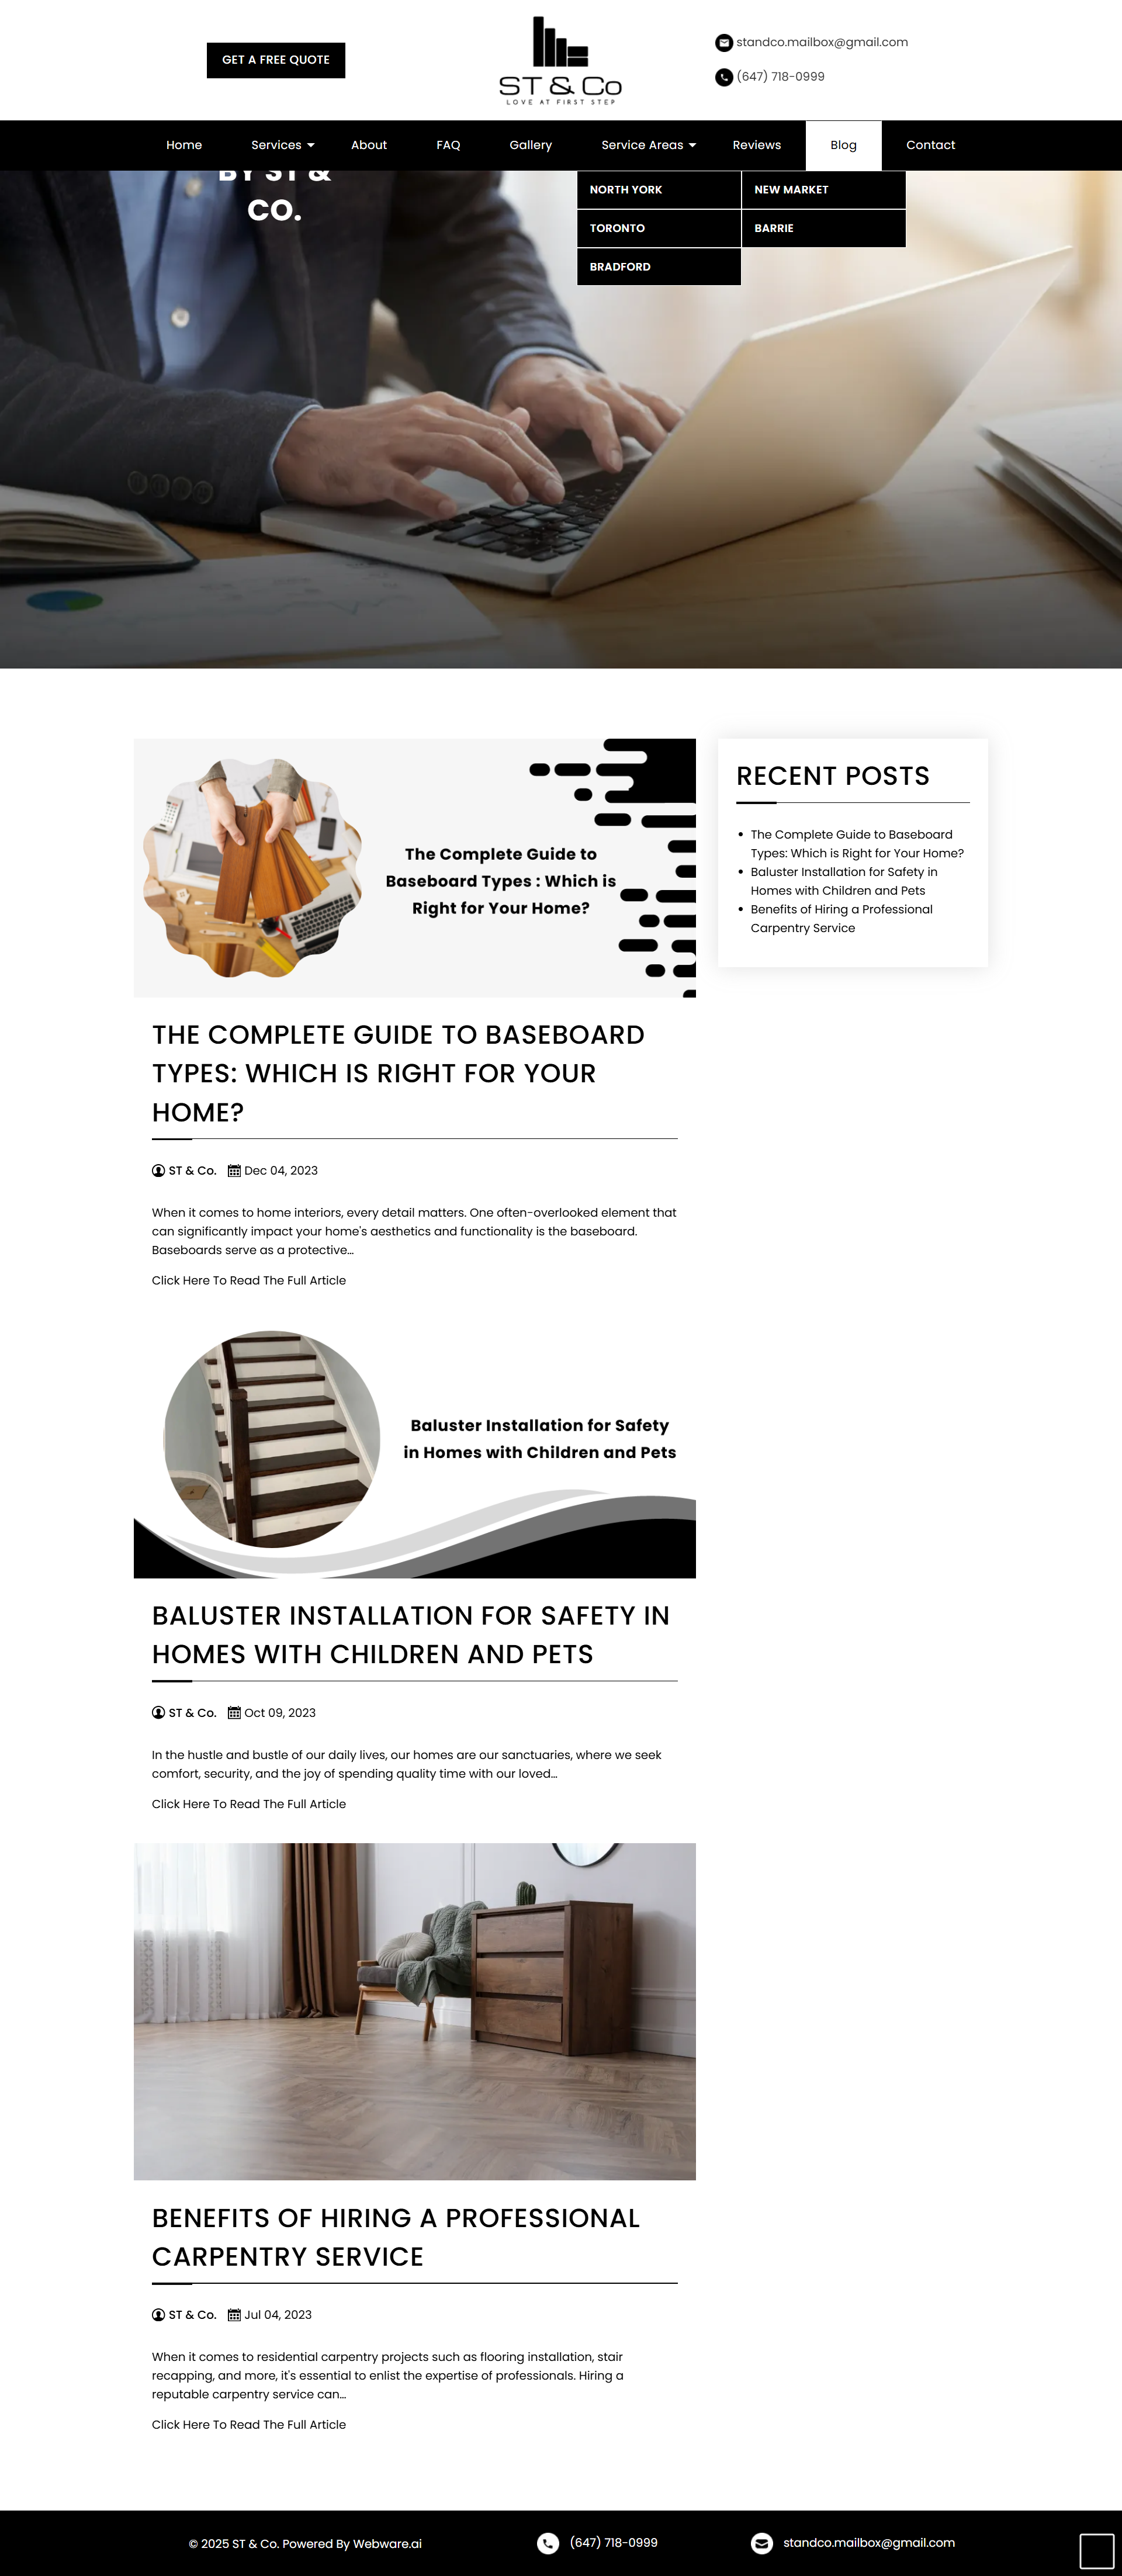 GET A FREE QUOTE
ST & Co
LOVE AT FIRST STEP
standco.mailbox@gmail.com
(647) 718-0999
Home
Services
About
FAQ
Gallery
Service Areas
Reviews
Blog
Contact
BY ST &
CO.
NORTH YORK
NEW MARKET
TORONTO
BARRIE
BRADFORD
The Complete Guide to
Baseboard Types : Which is
Right for Your Home?
THE COMPLETE GUIDE TO BASEBOARD
TYPES: WHICH IS RIGHT FOR YOUR
HOME?
ST & Co. Dec 04, 2023
When it comes to home interiors, every detail matters. One often-overlooked element that
can significantly impact your home's aesthetics and functionality is the baseboard.
Baseboards serve as a protective...
Click Here To Read The Full Article
Baluster Installation for Safety
in Homes with Children and Pets
BALUSTER INSTALLATION FOR SAFETY IN
HOMES WITH CHILDREN AND PETS
ST & Co. Oct 09, 2023
In the hustle and bustle of our daily lives, our homes are our sanctuaries, where we seek
comfort, security, and the joy of spending quality time with our loved...
Click Here To Read The Full Article
BENEFITS OF HIRING A PROFESSIONAL
CARPENTRY SERVICE
ST & Co. Jul 04, 2023
When it comes to residential carpentry projects such as flooring installation, stair
recapping, and more, it's essential to enlist the expertise of professionals. Hiring a
reputable carpentry service can...
Click Here To Read The Full Article
RECENT POSTS
The Complete Guide to Baseboard
Types: Which is Right for Your Home?
Baluster Installation for Safety in
Homes with Children and Pets
Benefits of Hiring a Professional
Carpentry Service
© 2025 ST & Co. Powered By Webware.ai
(647) 718-0999
standco.mailbox@gmail.com